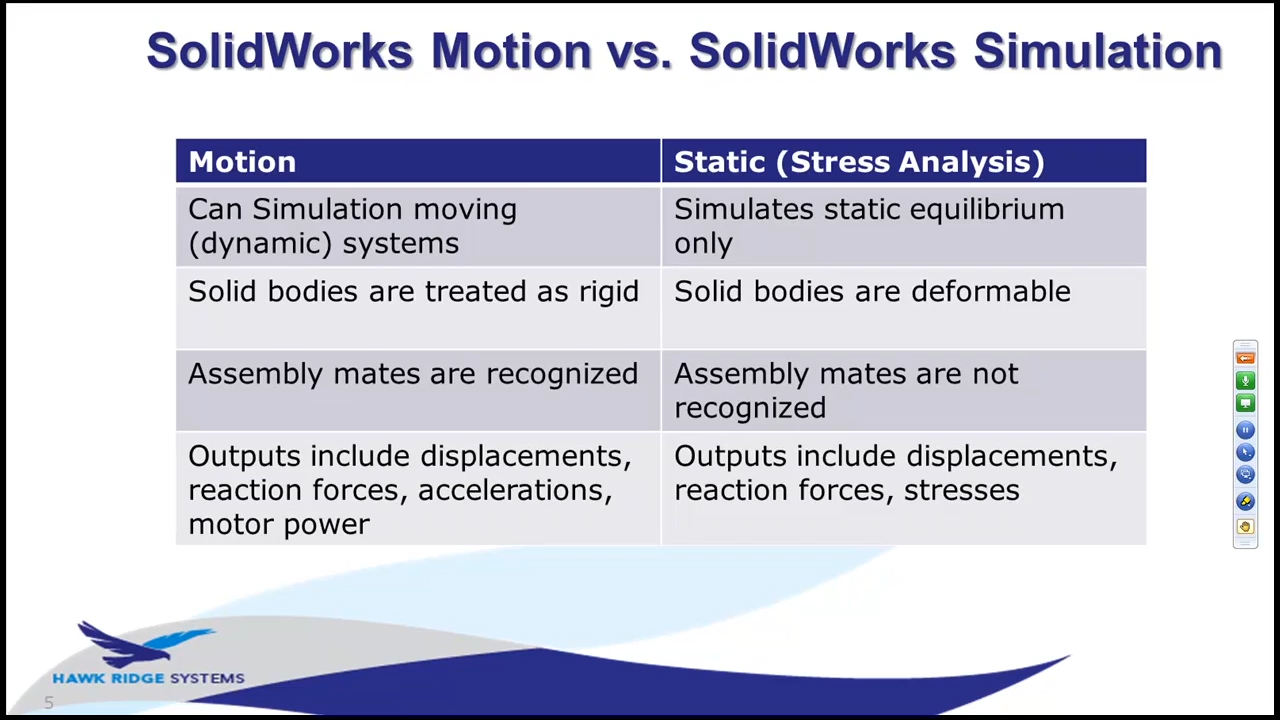 SolidWorks Motion vs. SolidWorks Simulation
Motion
Static (Stress Analysis)
Can Simulation moving
(dynamic) systems
Simulates static equilibrium
only
Solid bodies are treated as rigid
Solid bodies are deformable
Assembly mates are recognized
Assembly mates are not
recognized
Outputs include displacements,
reaction forces, accelerations,
motor power
Outputs include displacements,
reaction forces, stresses
HAWK RIDGE SYSTEMS
5